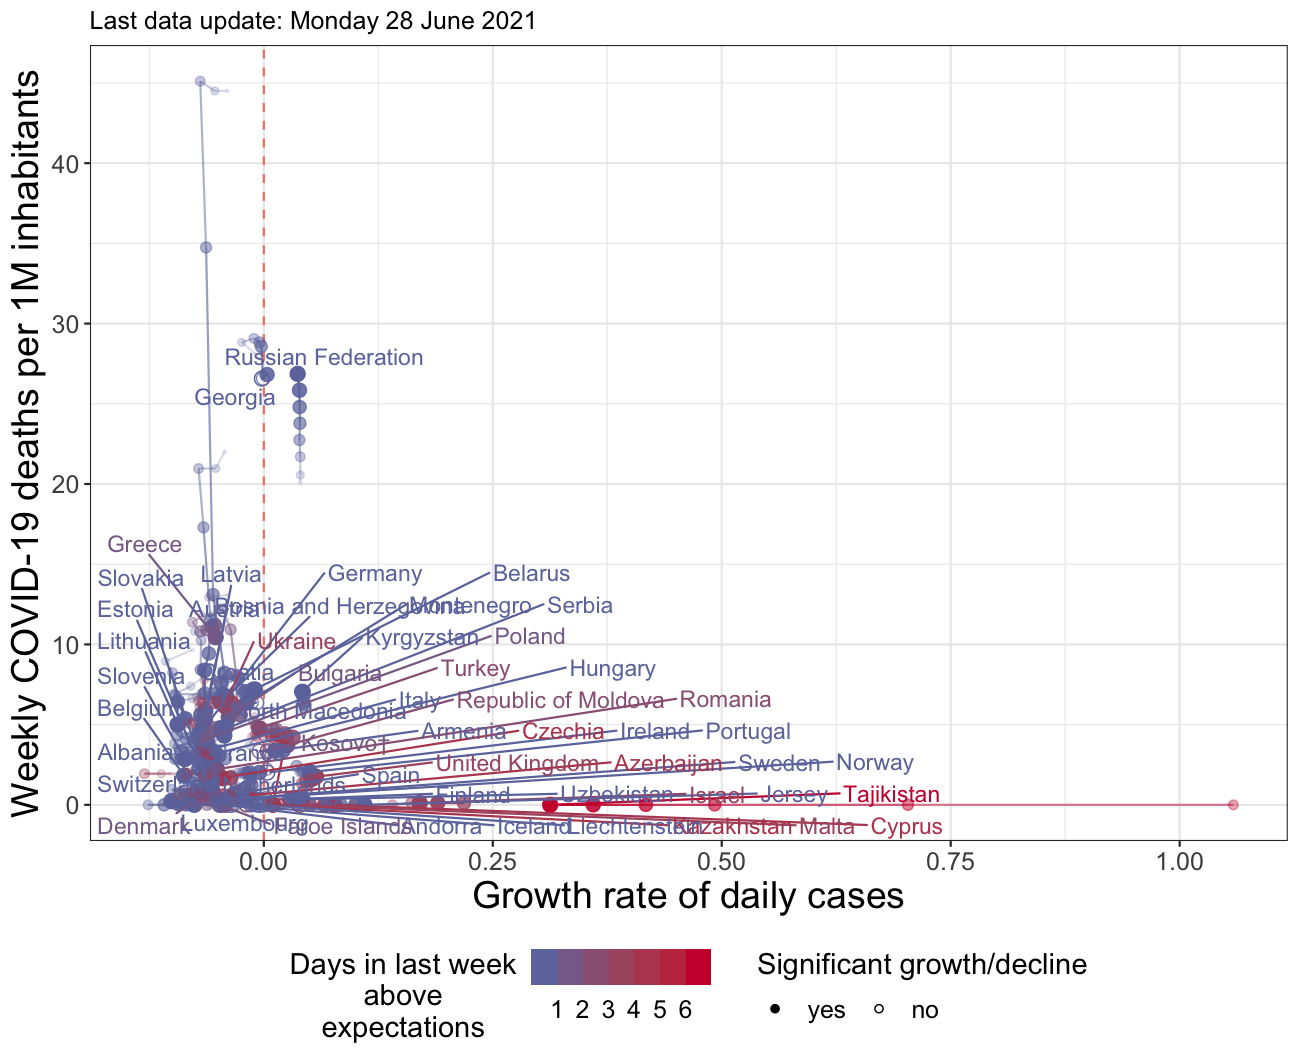 Last data update: Monday 28 June 2021
Weekly COVID-19 deaths per 1M inhabitants
40
30
20
10
0
Russian Federation
Georgia
Greece
Slovakia
Latvia
Germany
Belarus
Estonia
Austria
Bosnia and Herzegovina
Montenegro
Serbia
Lithuania
Ukraine
Kyrgyzstan
Poland
Slovenia
Bulgaria
Turkey
Hungary
Belgium
Italy
Republic of Moldova
Romania
North Macedonia
Armenia
Czechia
Ireland
Portugal
Albania
Kosovo†
United Kingdom
Azerbaijan
Sweden
Norway
Spain
Finland
Uzbekistan
Israel
Jersey
Tajikistan
Denmark
Luxembourg
Faroe Islands
Andorra
Iceland
Liechtenstein
Kazakhstan
Malta
Cyprus
0.00
0.25
0.50
0.75
1.00
Growth rate of daily cases
Days in last week
above
expectations
1 2 3 4 5 6
Significant growth/decline
yes
no